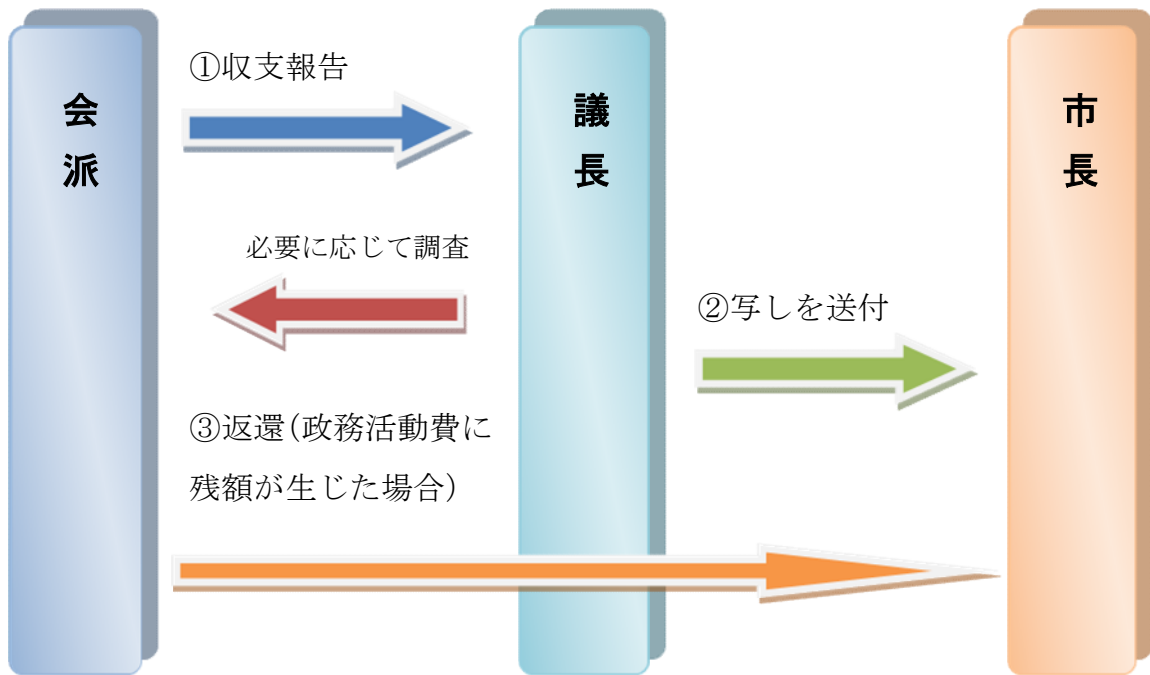 会派
議長
市長
①収支報告
必要に応じて調査
②写しを送付
③返還(政務活動費に
残額が生じた場合)